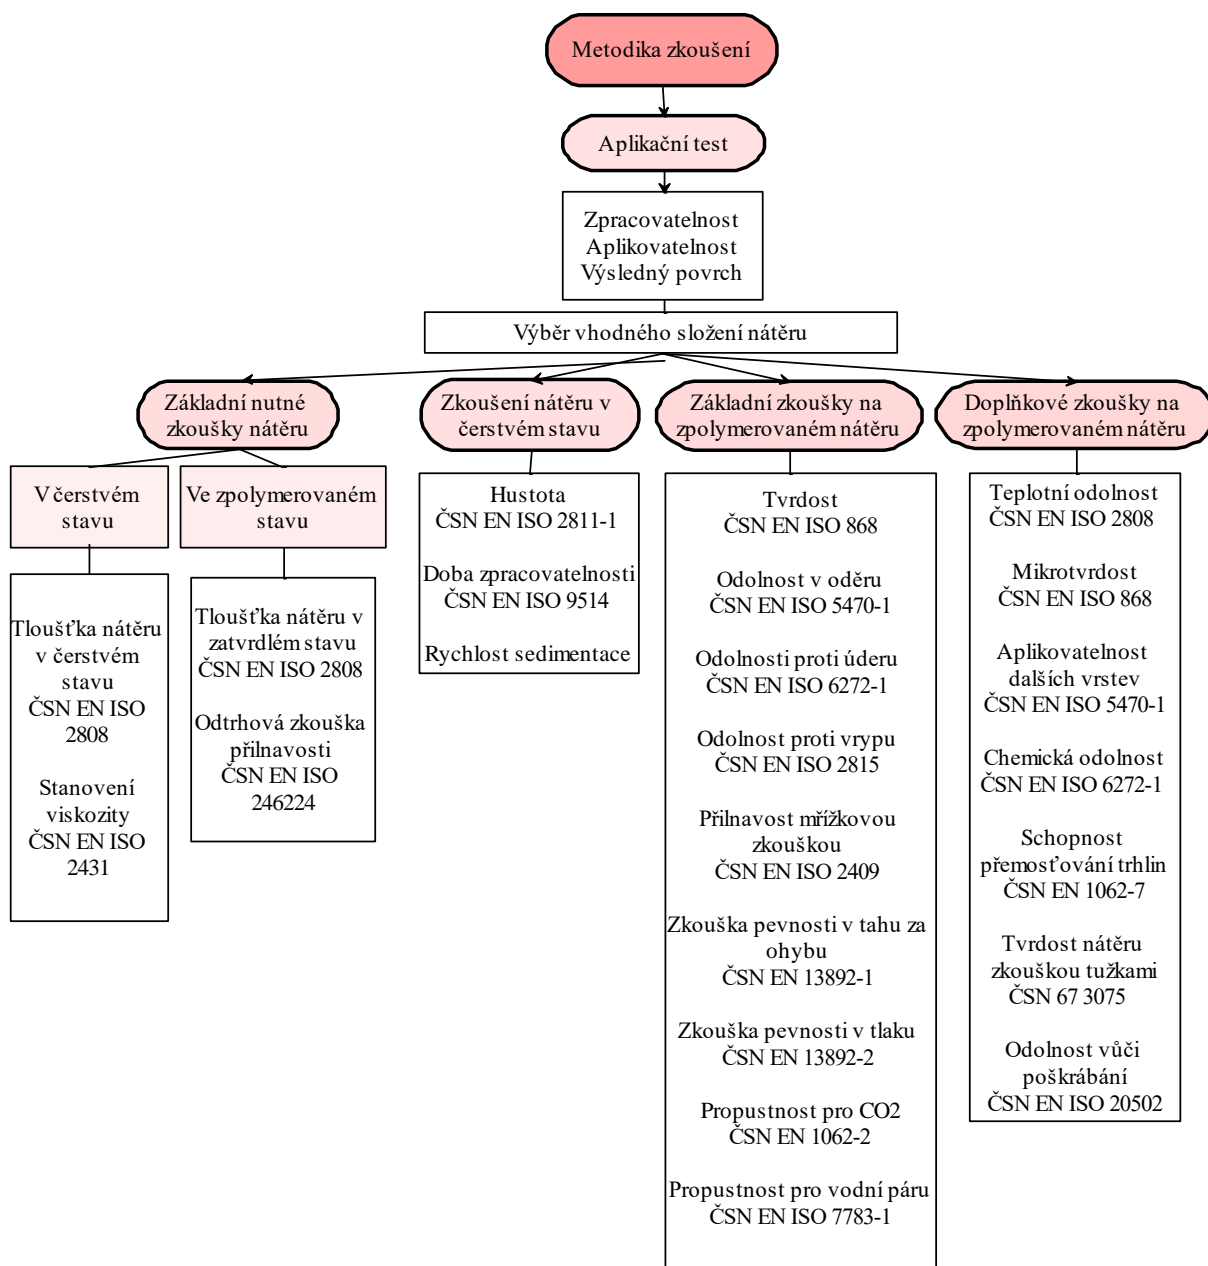 Metodika zkoušení
Aplikační test
Zpracovatelnost
Aplikovatelnost
Výsledný povrch
Výběr vhodného složení nátěru
Základní nutné
zkoušky nátěru
V čerstvém
stavu
Tloušťka nátěru
v čerstvém
stavu
ČSN EN ISO
2808
Stanovení
viskozity
ČSN EN ISO
2431
Ve zpolymerovaném
stavu
Tloušťka nátěru v
zatvrdlém stavu
ČSN EN ISO 2808
Odtrhová zkouška
přilnavosti
ČSN EN ISO
246224
Zkoušení nátěru v
čerstvém stavu
Hustota
ČSN EN ISO 2811-1
Doba zpracovatelnosti
ČSN EN ISO 9514
Rychlost sedimentace
Základní zkoušky na
zpolymerovaném nátěru
Tvrdost
ČSN EN ISO 868
Odolnost v oděru
ČSN EN ISO 5470-1
Odolnosti proti úderu
ČSN EN ISO 6272-1
Odolnost proti vrypu
ČSN EN ISO 2815
Přilnavost mřížkovou
zkouškou
ČSN EN ISO 2409
Zkouška pevnosti v tahu za
ohybu
ČSN EN 13892-1
Zkouška pevnosti v tlaku
ČSN EN 13892-2
Propustnost pro CO2
ČSN EN 1062-2
Propustnost pro vodní páru
ČSN EN ISO 7783-1
Doplňkové zkoušky na
zpolymerovaném nátěru
Teplotní odolnost
ČSN EN ISO 2808
Mikrotvrdost
ČSN EN ISO 868
Aplikovatelnost
dalších vrstev
ČSN EN ISO 5470-1
Chemická odolnost
ČSN EN ISO 6272-1
Schopnost
přemosťování trhlin
ČSN EN 1062-7
Tvrdost nátěru
zkouškou tužkami
ČSN 67 3075
Odolnost vůči
poškrábání
ČSN EN ISO 20502